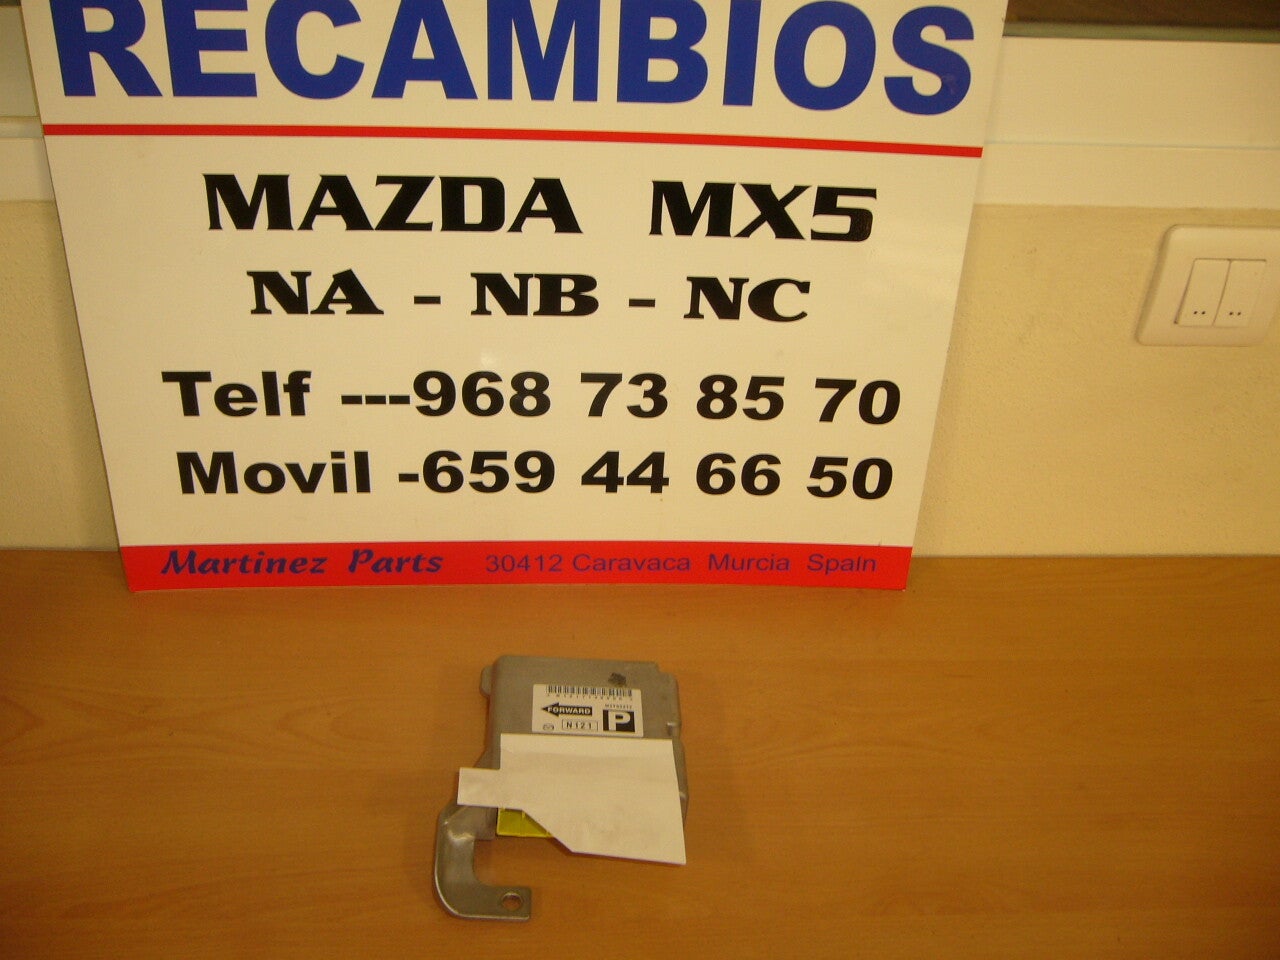 RECAMBIOS
MAZDA MX5
NA - NB - NC
Telf ---968 73 85 70
Movil -659 44 66 50
Martinez Parts 30412 Caravaca Murcia Spain
FORWARD
N121 P